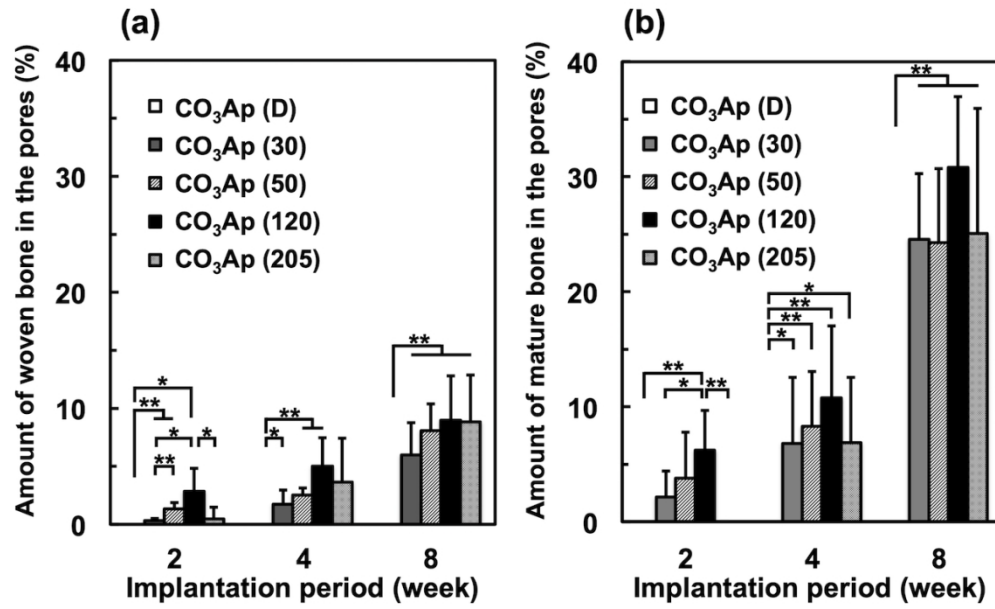 (a)
Amount of woven bone in the pores (%)
40
30
20
10
0
CO₃Ap (D)
CO₃Ap (30)
CO₃Ap (50)
CO₃Ap (120)
CO₃Ap (205)
**
*
**
*
*
**
**
*
**
2
4
8
Implantation period (week)
(b)
Amount of mature bone in the pores (%)
40
30
20
10
0
CO₃Ap (D)
CO₃Ap (30)
CO₃Ap (50)
CO₃Ap (120)
CO₃Ap (205)
**
*
**
**
*
**
*
**
2
4
8
Implantation period (week)